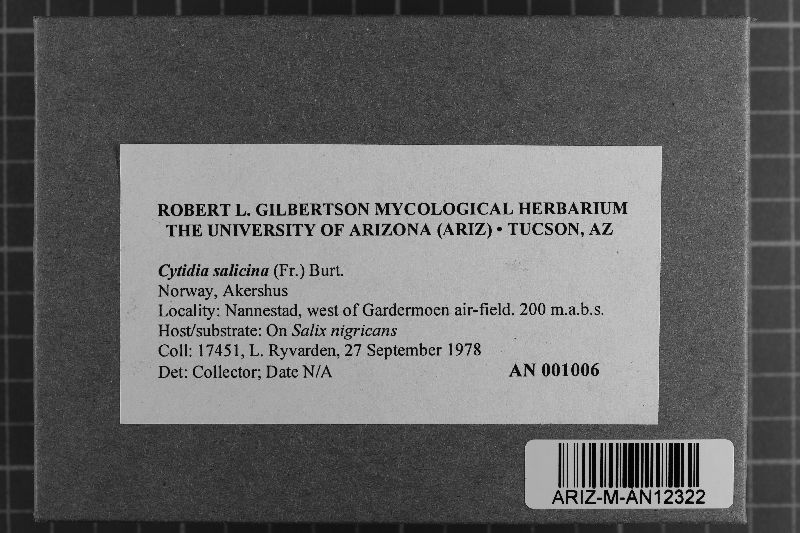 ROBERT L. GILBERTSON MYCOLOGICAL HERBARIUM
THE UNIVERSITY OF ARIZONA (ARIZ) • TUCSON, AZ
Cytidia salicina (Fr.) Burt.
Norway, Akershus
Locality: Nannestad, west of Gardermoen air-field. 200 m.a.b.s.
Host/substrate: On Salix nigricans
Coll: 17451, L. Ryvarden, 27 September 1978
Det: Collector; Date N/A AN 001006
ARIZ-M-AN12322